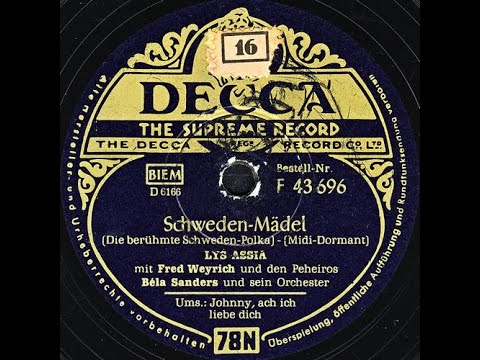 16
DECCA
THE SUPREME RECORD
THE DECCA REG? RECORD CO. LTD
Bestell-Nr.
BIEM
D 6166
F 43 696
Schweden-Mädel
(Die berühmte Schweden-Polka) - (Midi-Dormant)
LYS ASSIA
mit Fred Weyrich und den Peheiros
Béla Sanders und sein Orchester
Ums.: Johnny, ach ich
liebe dich
78N
Alle Hersteller- und Urheberrechte vorbehalten
Überspielung, öffentliche Aufführung und Rundfunksendung verboten